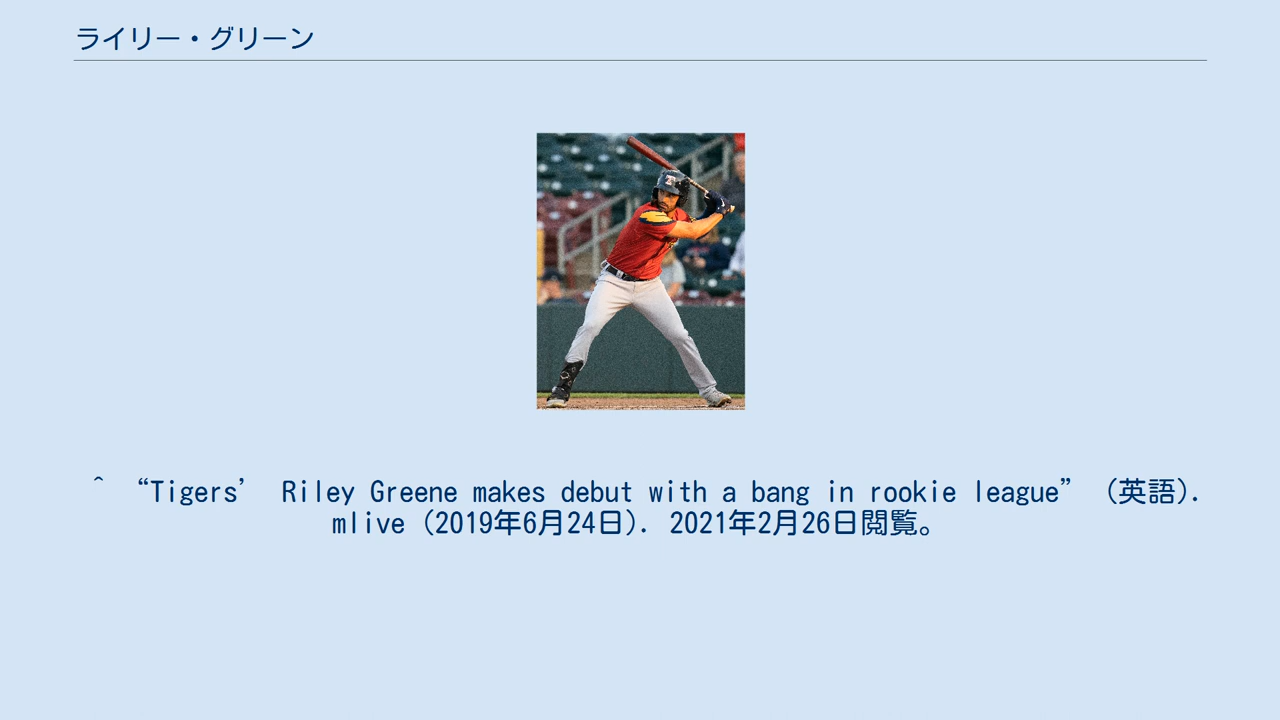 ライリー・グリーン
^ “Tigers’ Riley Greene makes debut with a bang in rookie league” (英語).
mlive (2019年6月24日). 2021年2月26日閲覧。